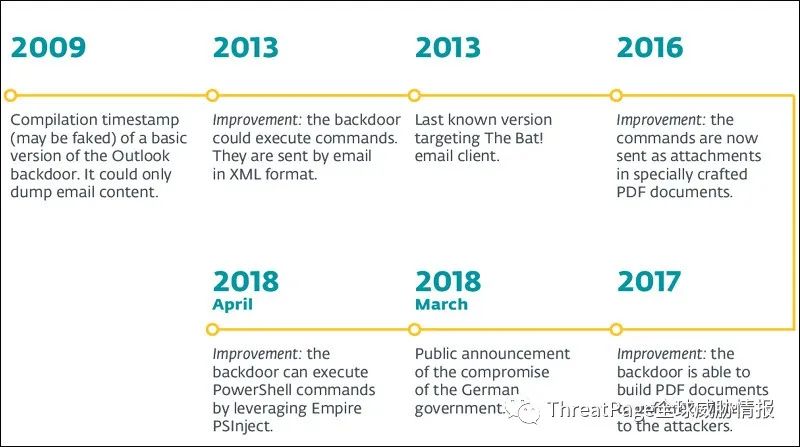 2009
Compilation timestamp
(may be faked) of a basic
version of the Outlook
backdoor. It could only
dump email content.
2013
Improvement: the backdoor
could execute commands.
They are sent by email
in XML format.
2013
Last known version
targeting The Bat!
email client.
2016
Improvement: the
commands are now
sent as attachments
in specially crafted
PDF documents.
2018
April
Improvement: the
backdoor can execute
PowerShell commands
by leveraging Empire
PSInject.
2018
March
Public announcement
of the compromise
of the German
government.
2017
Improvement: the
backdoor is able to
build PDF documents
to the attackers.
ThreatPage全球威胁情报